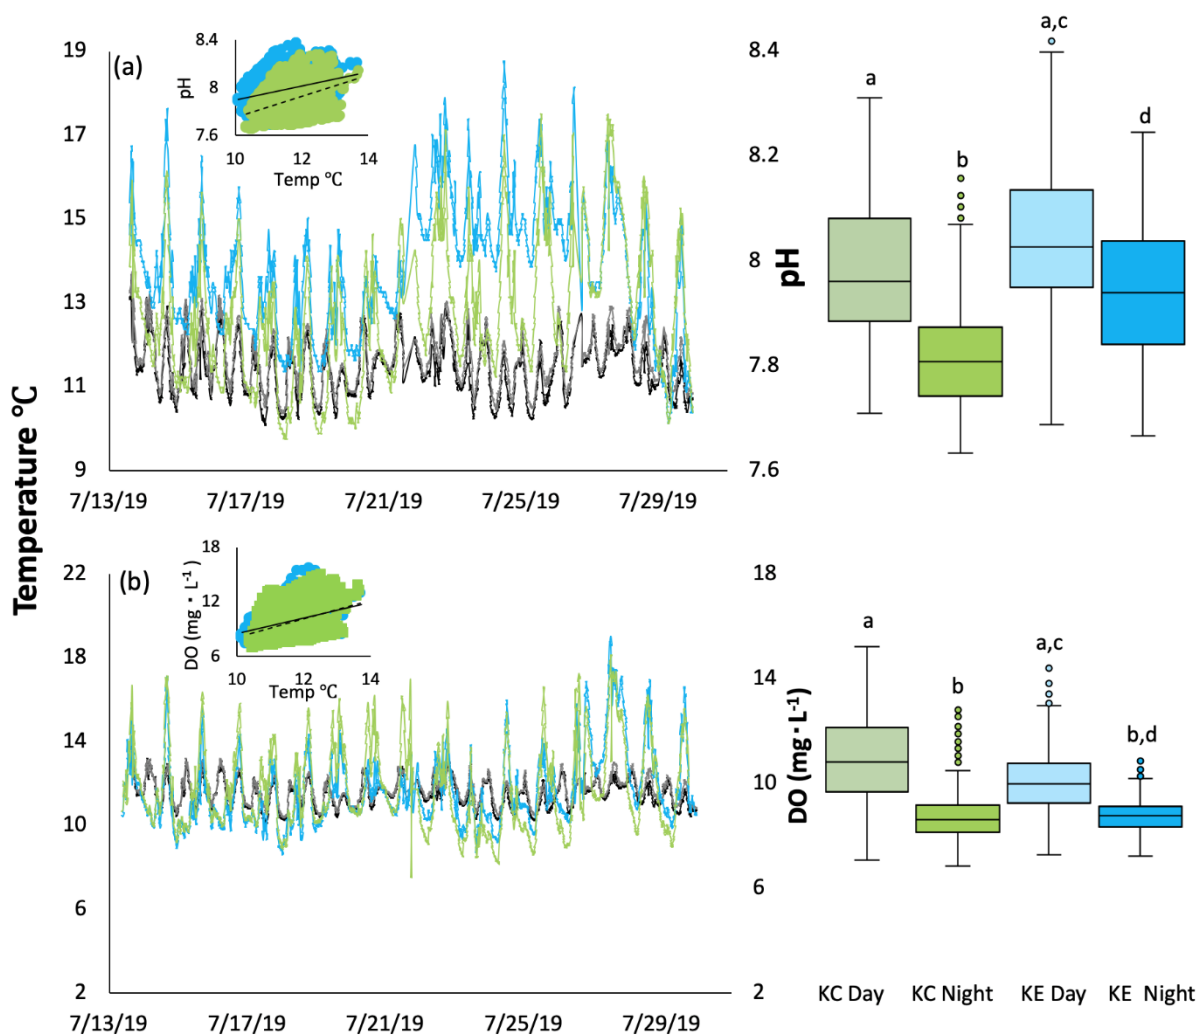 Temperature °C
(a)
19
17
15
13
11
9
7/13/19 7/17/19 7/21/19 7/25/19 7/29/19
pH
8.4
8
7.6
10 12 14
Temp °C
pH
8.4
8.2
8
7.8
7.6
a
b
a,c
d
(b)
22
18
14
10
6
2
7/13/19 7/17/19 7/21/19 7/25/19 7/29/19
DO (mg · L⁻¹)
18
12
6
10 12 14
Temp °C
DO (mg · L⁻¹)
18
14
10
6
2
a
b
a,c
b,d
KC Day KC Night KE Day KE Night